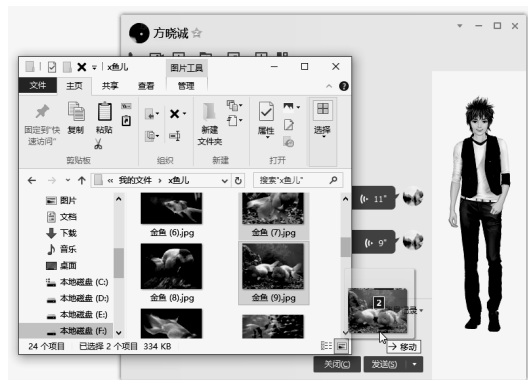 方晓诚
x鱼儿
图片工具
文件
主页
共享
查看
管理
固定到"快
速访问"
复制
粘贴
新建
文件夹
属性
选择
剪贴板
组织
新建
打开
« 我的文件 › x鱼儿
搜索"x鱼儿"
图片
文档
下载
音乐
桌面
本地磁盘 (C:)
本地磁盘 (D:)
本地磁盘 (E:)
本地磁盘 (F:)
金鱼 (6).jpg
金鱼 (7).jpg
金鱼 (8).jpg
金鱼 (9).jpg
11"
9"
2
录
移动
24 个项目
已选择 2 个项目 334 KB
关闭(C)
发送(S)